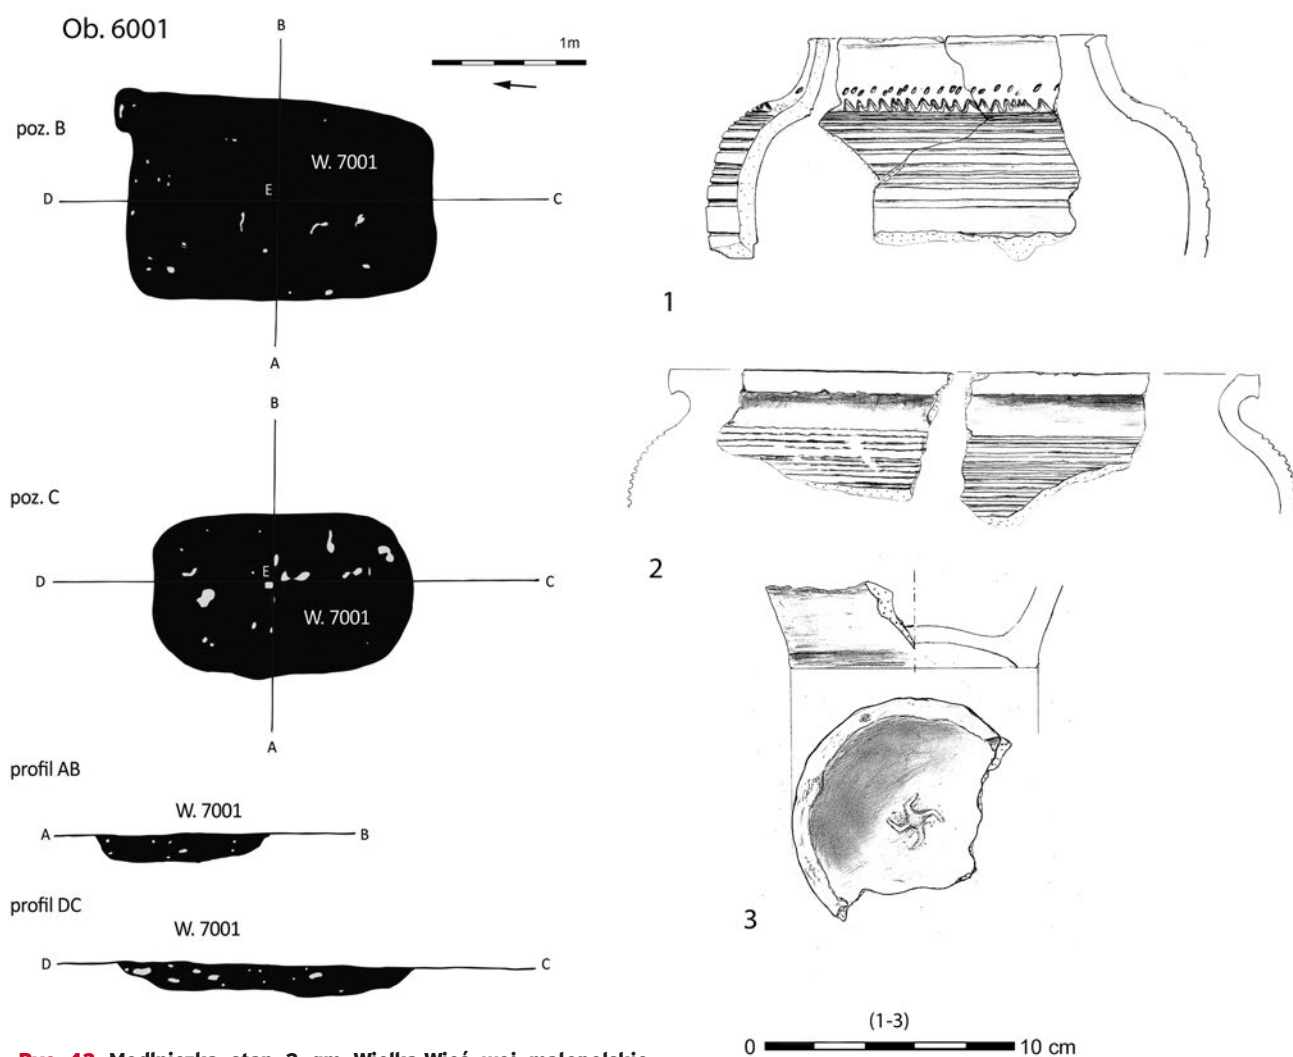 Ob. 6001
B
1m
poz. B
W. 7001
E
D
C
A
B
poz. C
E
D
C
W. 7001
A
profil AB
W. 7001
A
B
profil DC
W. 7001
D
C
1
2
3
(1-3)
0
10 cm